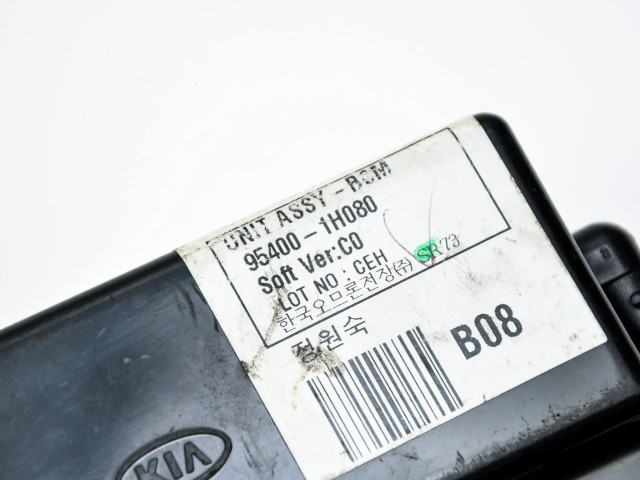 UNIT ASSY-BCM
95400-1H080
Soft Ver:C0
LOT NO : CEH
한국오므론전장(주) SR73
정원숙
B08
KIA